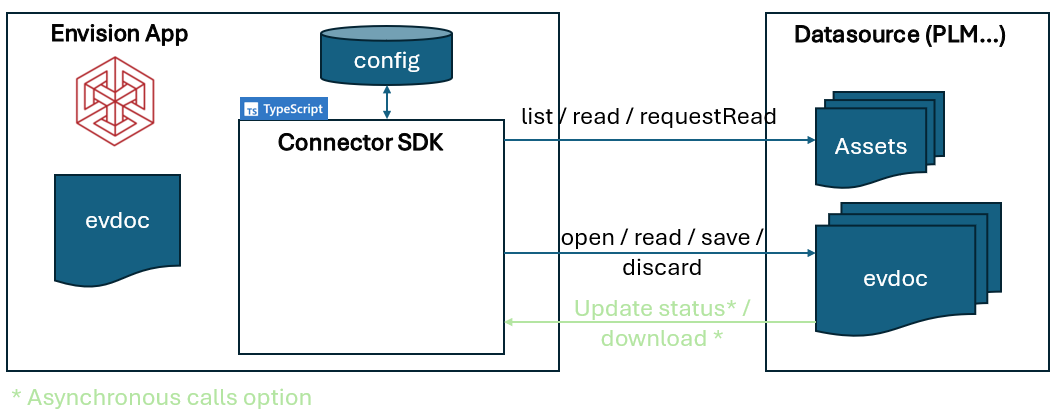 Envision App
config
Datasource (PLM...)
TS TypeScript
list / read / requestRead
Connector SDK
Assets
evdoc
open / read / save /
discard
evdoc
Update status* /
download *
* Asynchronous calls option